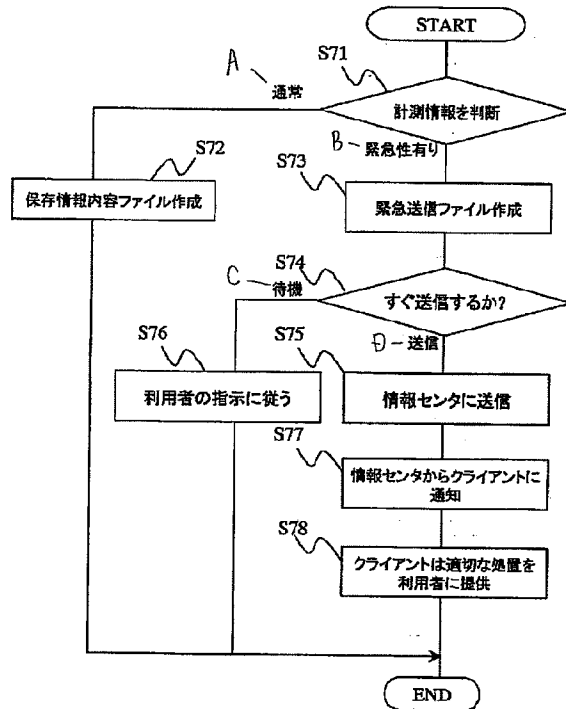 START
S71
A
通常
計測情報を判断
B
緊急性有り
S72
S73
保存情報内容ファイル作成
緊急送信ファイル作成
S74
C
待機
すぐ送信するか?
D
送信
S76
S75
利用者の指示に従う
情報センタに送信
S77
情報センタからクライアントに
通知
S78
クライアントは適切な処置を
利用者に提供
END